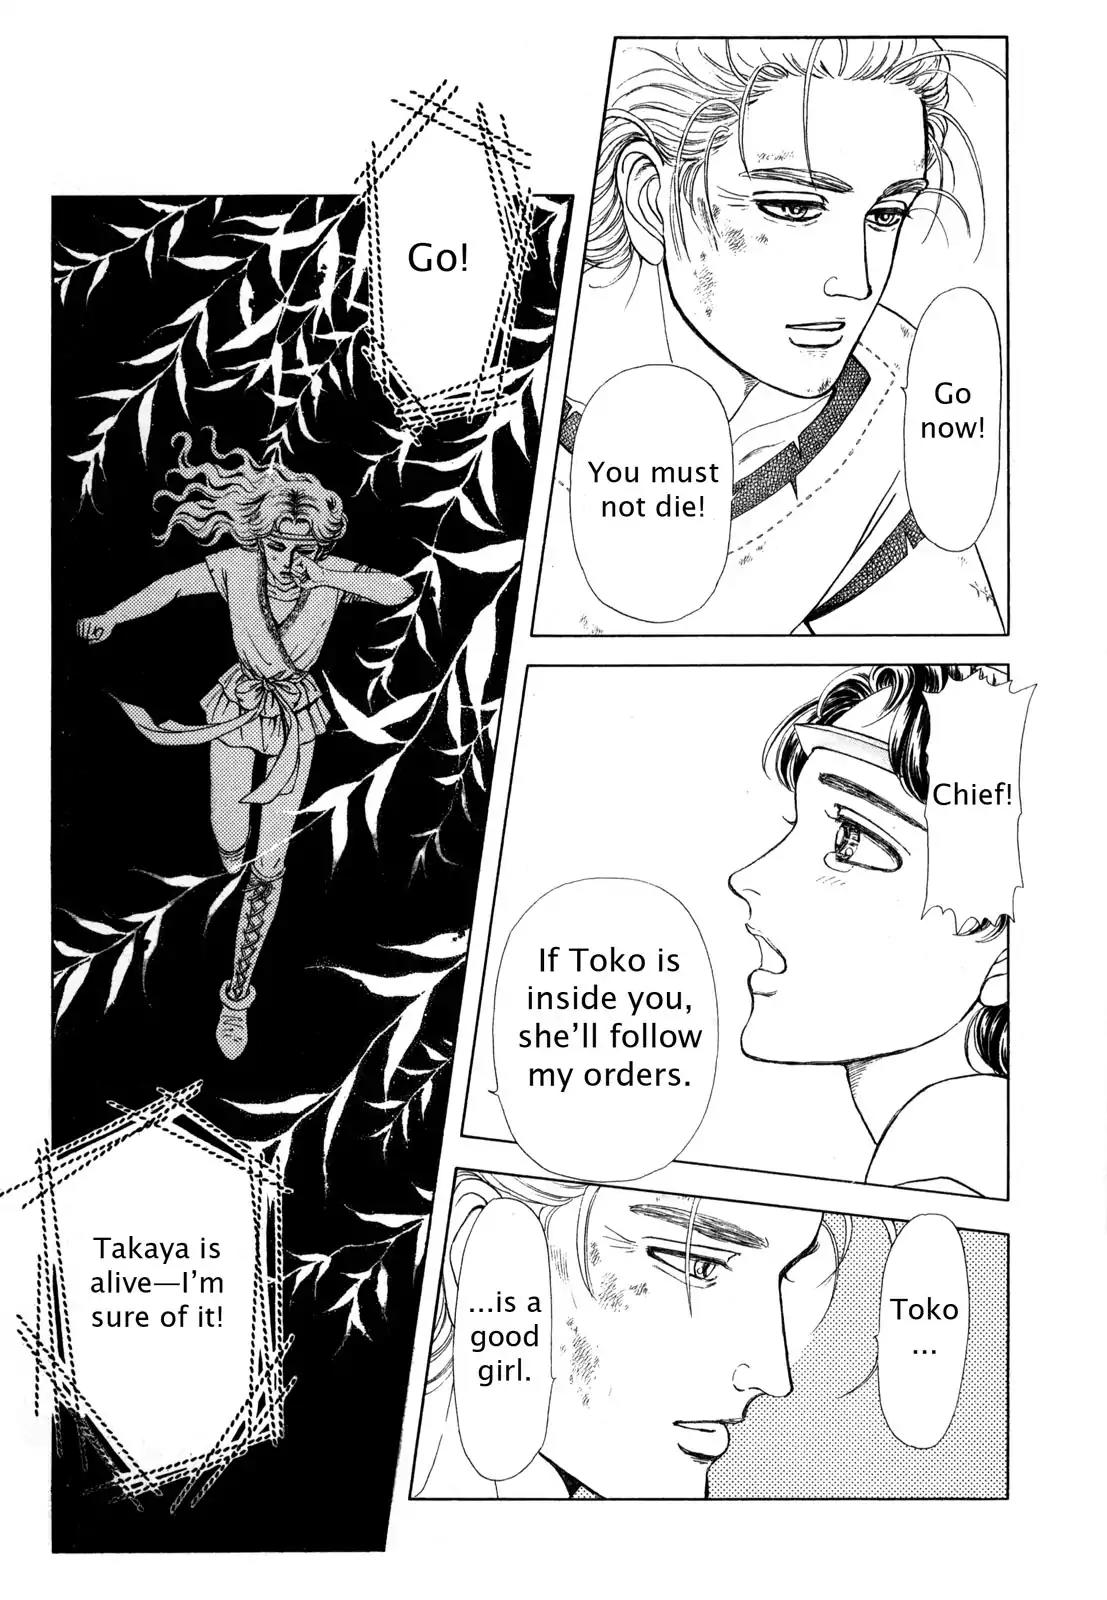 Go
now!
You must
not die!
Chief!
If Toko is
inside you,
she’ll follow
my orders.
Toko
...
...is a
good
girl.
Go!
Takaya is
alive—I’m
sure of it!